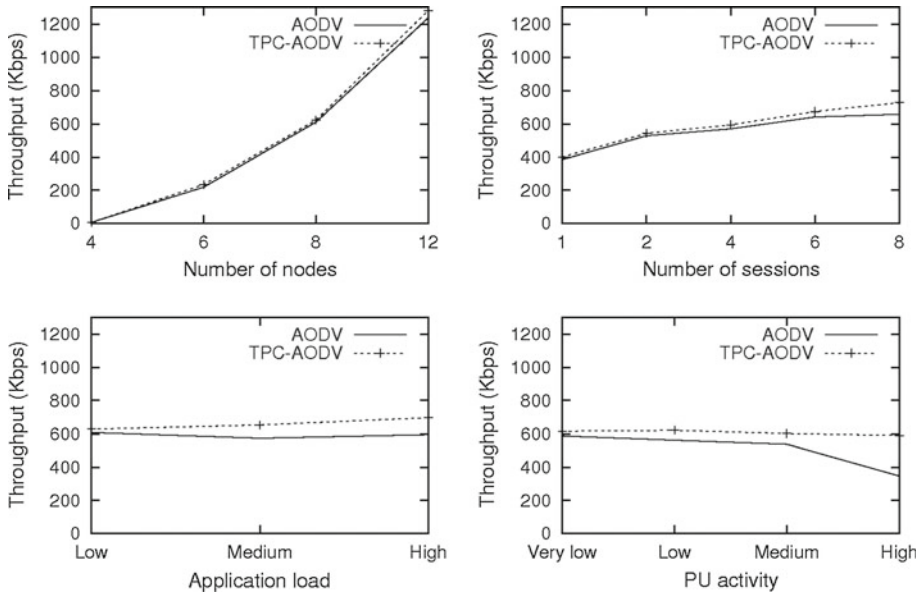 1200
1000
800
600
400
200
0
Throughput (Kbps)
AODV
TPC-AODV
4 6 8 12
Number of nodes
1200
1000
800
600
400
200
0
Throughput (Kbps)
AODV
TPC-AODV
1 2 4 6 8
Number of sessions
1200
1000
800
600
400
200
0
Throughput (Kbps)
AODV
TPC-AODV
Low Medium High
Application load
1200
1000
800
600
400
200
0
Throughput (Kbps)
AODV
TPC-AODV
Very low Low Medium High
PU activity